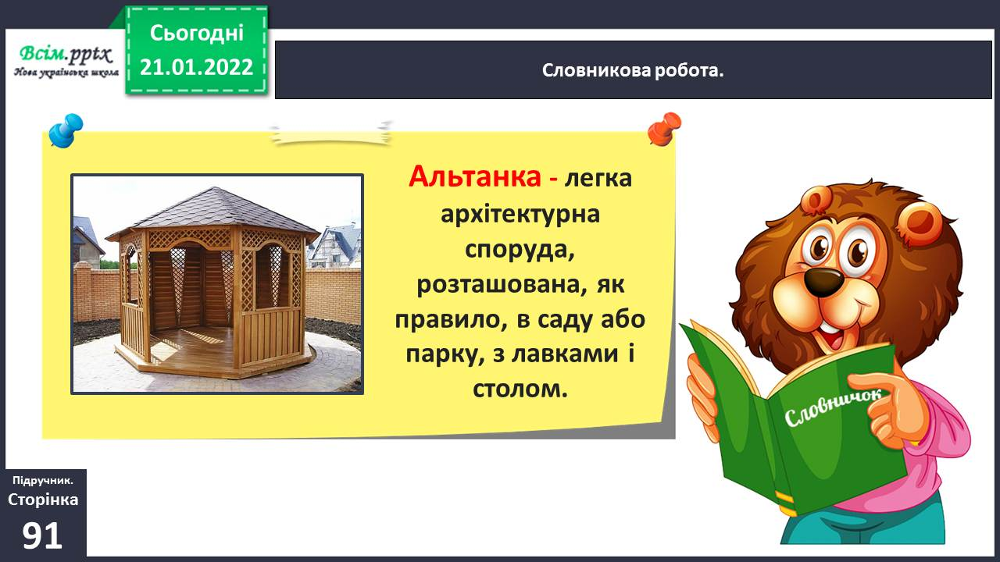 Всім.pptx
Нова українська школа
Сьогодні
21.01.2022
Словникова робота.
Альтанка - легка
архітектурна
споруда,
розташована, як
правило, в саду або
парку, з лавками і
столом.
Словничок
Підручник.
Сторінка
91